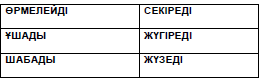 ӨРМЕЛЕЙДІ СЕКІРЕДІ
ҰШАДЫ ЖҮГІРЕДІ
ШАБАДЫ ЖҮЗЕДІ